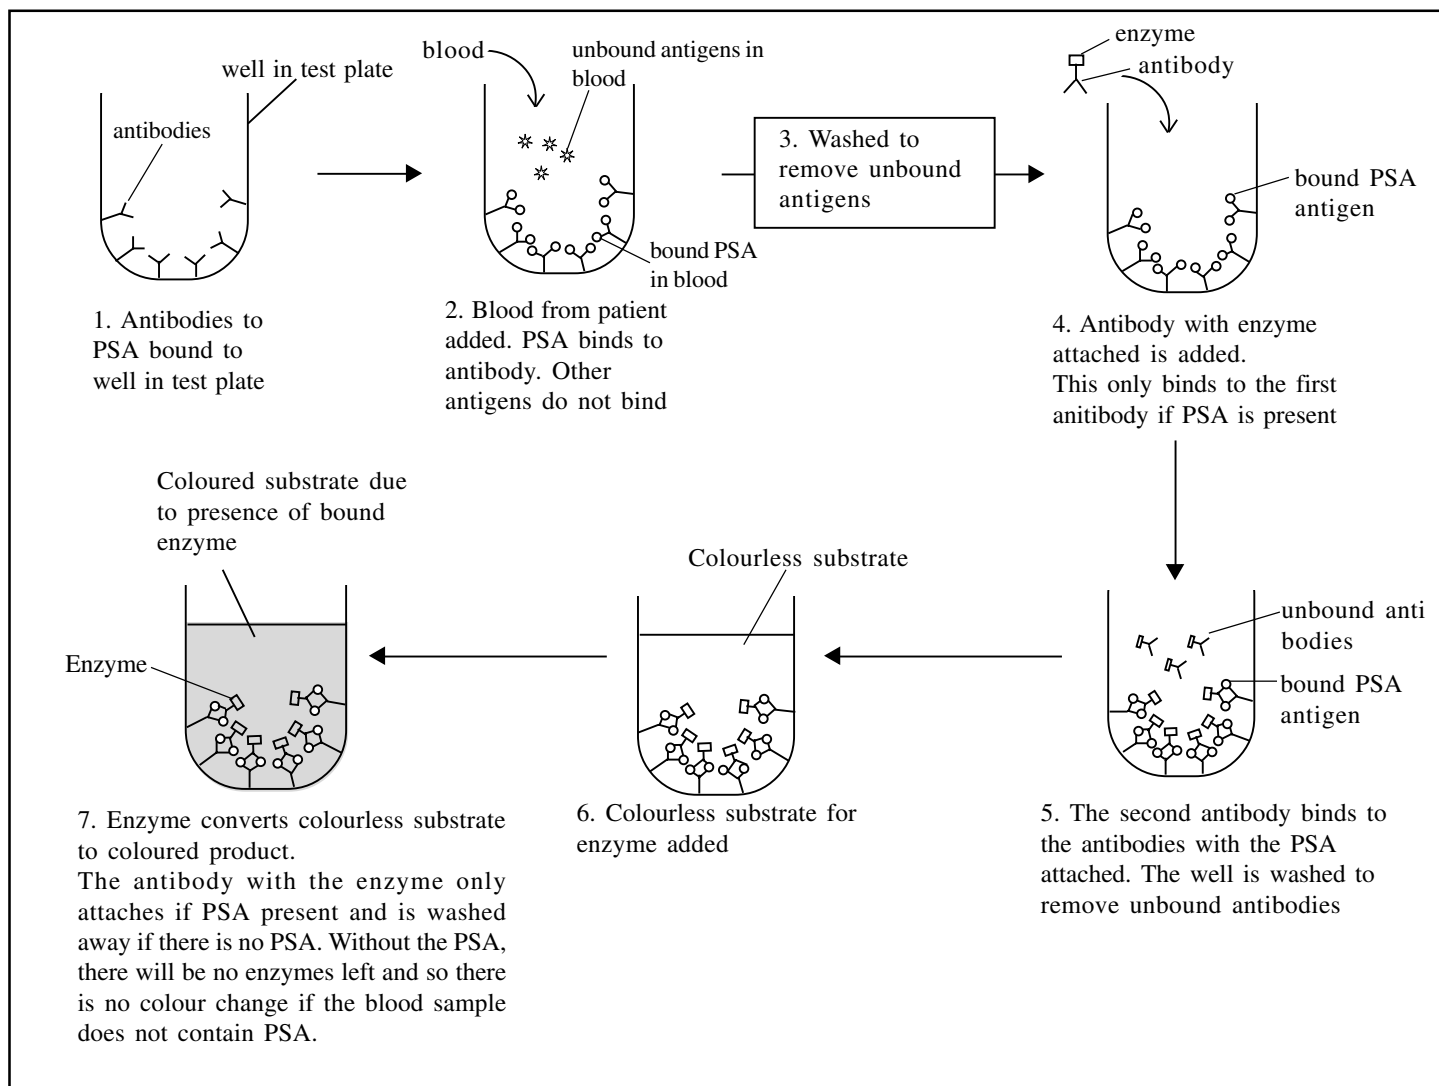 well in test plate
antibodies
1. Antibodies to
PSA bound to
well in test plate
blood
unbound antigens in
blood
bound PSA
in blood
2. Blood from patient
added. PSA binds to
antibody. Other
antigens do not bind
3. Washed to
remove unbound
antigens
enzyme
antibody
bound PSA
antigen
4. Antibody with enzyme
attached is added.
This only binds to the first
anitibody if PSA is present
unbound anti
bodies
bound PSA
antigen
5. The second antibody binds to
the antibodies with the PSA
attached. The well is washed to
remove unbound antibodies
Colourless substrate
6. Colourless substrate for
enzyme added
Coloured substrate due
to presence of bound
enzyme
Enzyme
7. Enzyme converts colourless substrate
to coloured product.
The antibody with the enzyme only
attaches if PSA present and is washed
away if there is no PSA. Without the PSA,
there will be no enzymes left and so there
is no colour change if the blood sample
does not contain PSA.